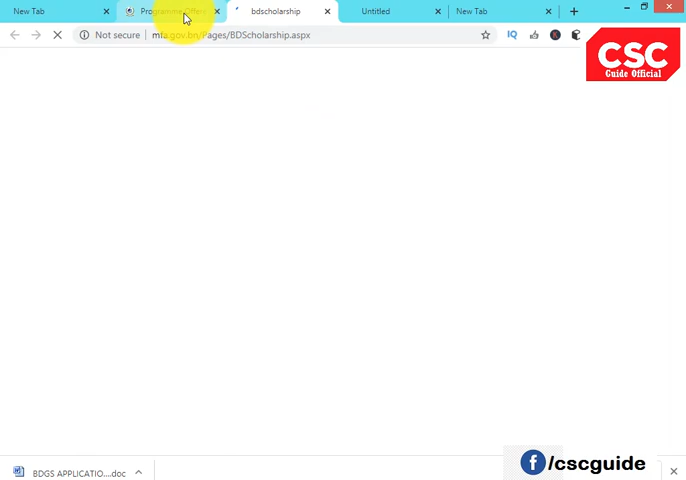 New Tab
Programme Offere
bdscholarship
Untitled
New Tab
Not secure | mfa.gov.bn/Pages/BDScholarship.aspx
IQ
CSC
Guide Official
BDGS APPLICATIO....doc
f/cscguide